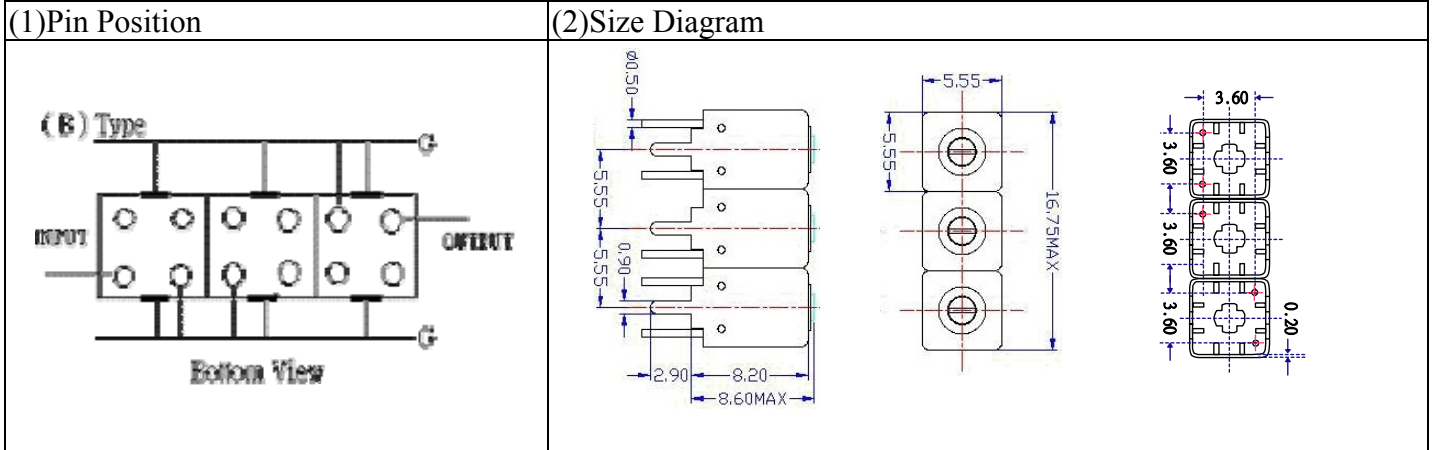 (1)Pin Position
(2)Size Diagram
(B) Type
G
INPUT
OUTPUT
G
Bottom View
ø0.50
5.55
5.55
0.90
2.90
8.20
8.60MAX
5.55
5.55
16.75MAX
3.60
3.60
3.60
3.60
0.20